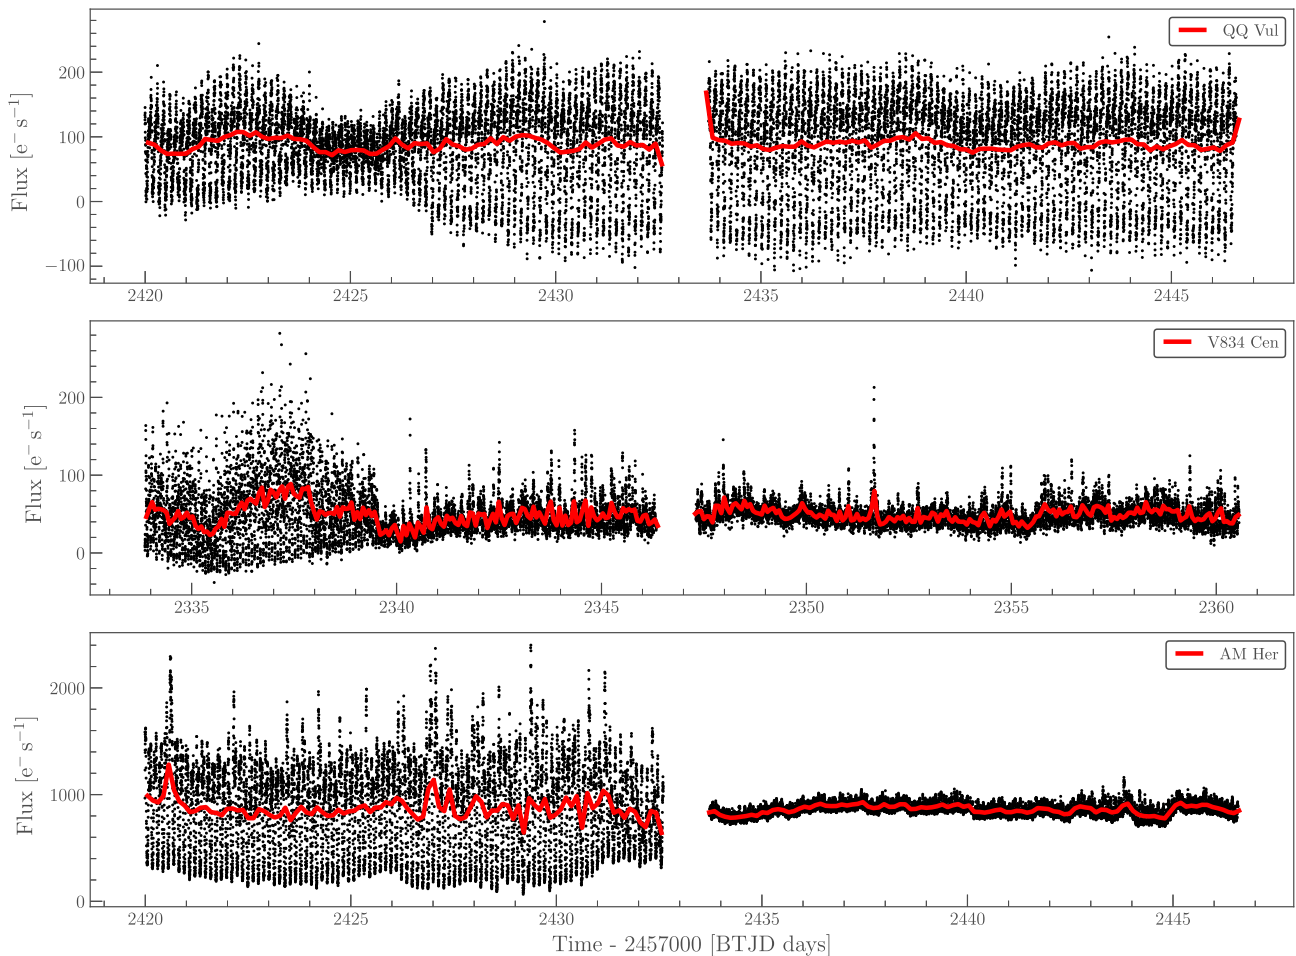 QQ Vul
Flux [e⁻ s⁻¹]
200
100
0
−100
2420 2425 2430 2435 2440 2445
V834 Cen
Flux [e⁻ s⁻¹]
200
100
0
2335 2340 2345 2350 2355 2360
AM Her
Flux [e⁻ s⁻¹]
2000
1000
0
2420 2425 2430 2435 2440 2445
Time - 2457000 [BTJD days]